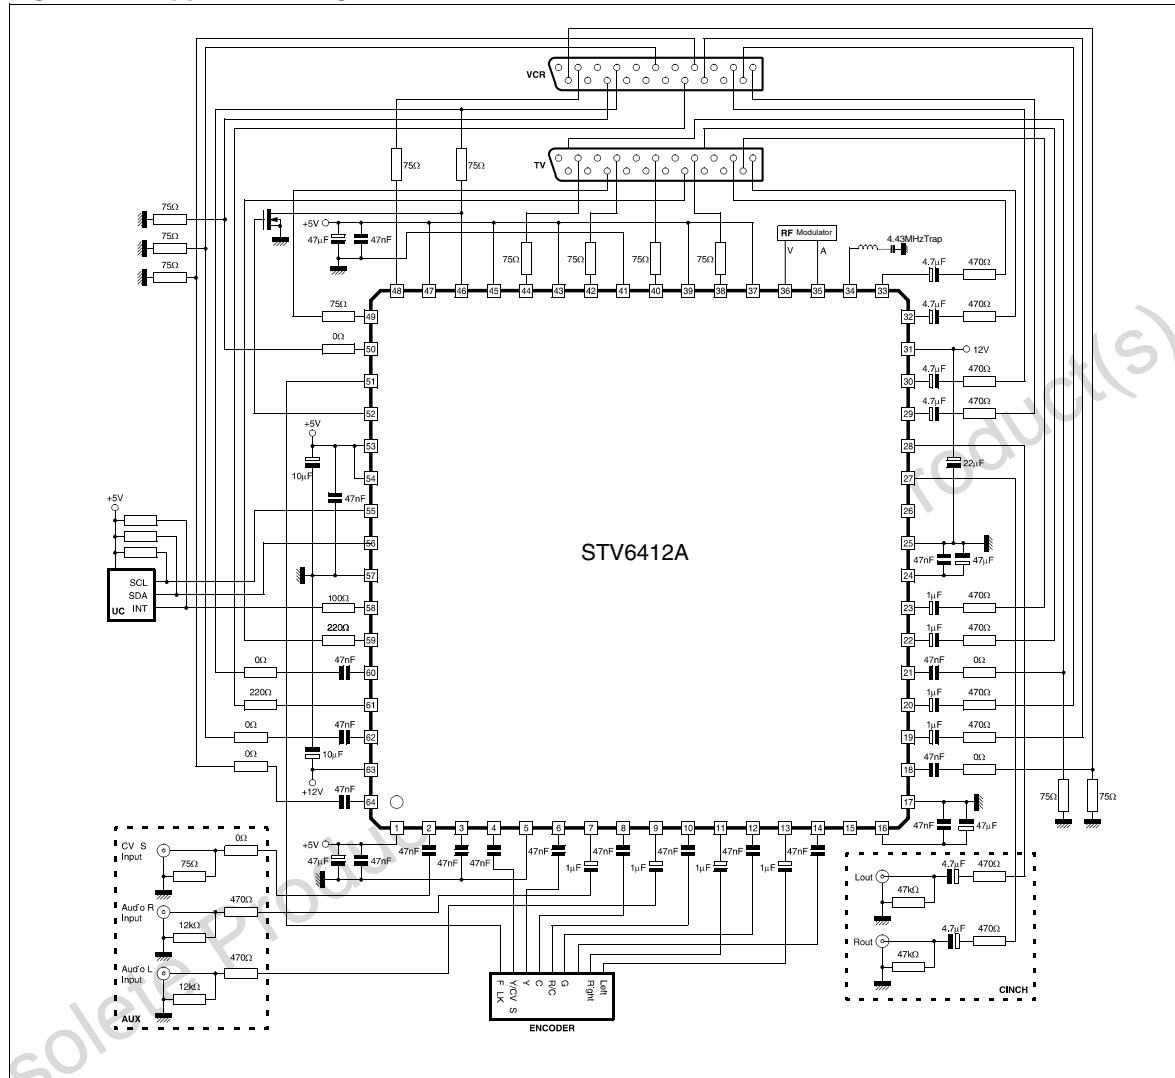 VCR
TV
75Ω
75Ω
75Ω
75Ω
75Ω
+5V
47μF
47nF
75Ω
75Ω
75Ω
75Ω
RF Modulator
V
A
4.43MHzTrap
4.7μF
470Ω
48
47
46
45
44
43
42
41
40
39
38
37
36
35
34
33
75Ω
49
32
4.7μF
470Ω
0Ω
50
31
12V
51
30
4.7μF
470Ω
52
29
4.7μF
470Ω
+5V
53
28
10μF
22μF
54
27
47nF
+5V
55
26
STV6412A
56
25
47nF
47μF
57
24
SCL
SDA
INT
UC
100Ω
58
23
1μF
470Ω
220Ω
59
22
1μF
470Ω
0Ω
47nF
60
21
47nF
0Ω
220Ω
61
20
1μF
470Ω
0Ω
47nF
62
19
1μF
470Ω
0Ω
10μF
63
18
47nF
0Ω
+12V
47nF
64
17
75Ω
75Ω
47nF
47μF
1
2
3
4
5
6
7
8
9
10
11
12
13
14
15
16
+5V
47μF
47nF
47nF
47nF
47nF
47nF
1μF
47nF
1μF
47nF
1μF
47nF
1μF
47nF
CV S
Input
0Ω
75Ω
Audio R
Input
470Ω
12kΩ
Audio L
Input
470Ω
12kΩ
AUX
F LK
Y/CV S
Y
C
R/C
G
R ght
Left
ENCODER
Lout
4.7μF
470Ω
47kΩ
Rout
4.7μF
470Ω
47kΩ
CINCH
solete Produ
roduct(s)